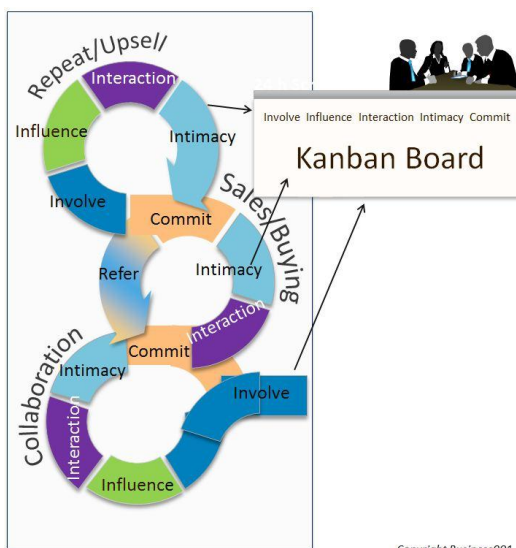 Repeat/Upsell
Interaction
Influence
Intimacy
Involve
Involve Influence Interaction Intimacy Commit
Kanban Board
Commit
Sales/Buying
Refer
Intimacy
Interaction
Commit
Collaboration
Intimacy
Involve
Interaction
Influence